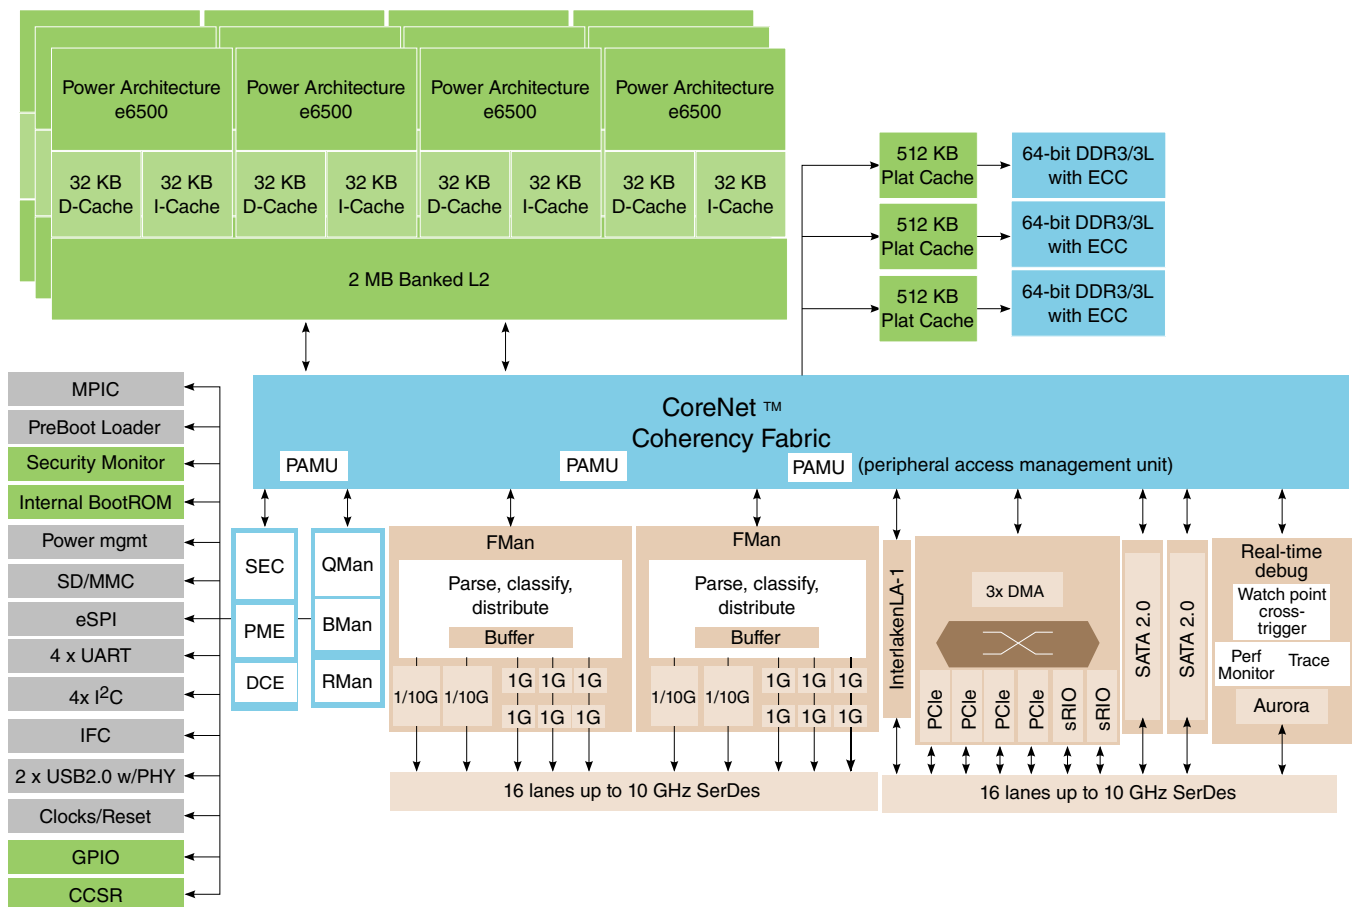 Power Architecture
e6500
Power Architecture
e6500
Power Architecture
e6500
Power Architecture
e6500
32 KB
D-Cache
32 KB
I-Cache
32 KB
D-Cache
32 KB
I-Cache
32 KB
D-Cache
32 KB
I-Cache
32 KB
D-Cache
32 KB
I-Cache
2 MB Banked L2
512 KB
Plat Cache
64-bit DDR3/3L
with ECC
512 KB
Plat Cache
64-bit DDR3/3L
with ECC
512 KB
Plat Cache
64-bit DDR3/3L
with ECC
MPIC
PreBoot Loader
Security Monitor
Internal BootROM
Power mgmt
SD/MMC
eSPI
4 x UART
4x I²C
IFC
2 x USB2.0 w/PHY
Clocks/Reset
GPIO
CCSR
CoreNet ™
Coherency Fabric
PAMU
PAMU
PAMU (peripheral access management unit)
SEC
PME
DCE
QMan
BMan
RMan
FMan
Parse, classify,
distribute
Buffer
1/10G
1/10G
1G
1G
1G
1G
1G
1G
FMan
Parse, classify,
distribute
Buffer
1/10G
1/10G
1G
1G
1G
1G
1G
1G
16 lanes up to 10 GHz SerDes
InterlakenLA-1
3x DMA
PCIe
PCIe
PCIe
PCIe
sRIO
sRIO
SATA 2.0
SATA 2.0
Real-time
debug
Watch point
cross-
trigger
Perf
Monitor
Trace
Aurora
16 lanes up to 10 GHz SerDes